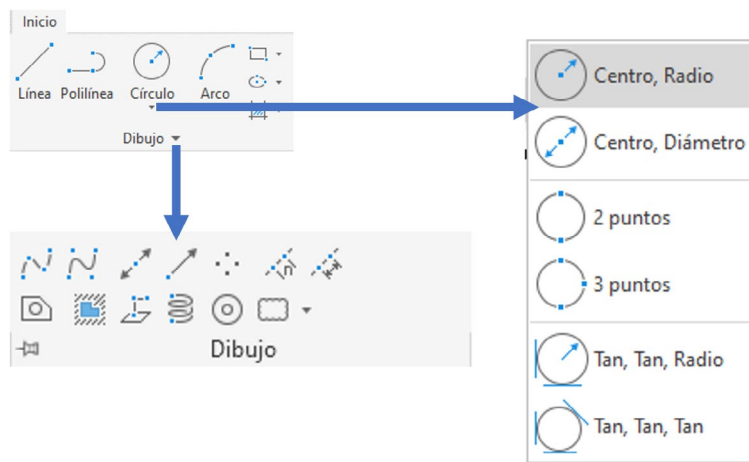 Inicio
Línea Polilínea Círculo Arco
Dibujo
Dibujo
Centro, Radio
Centro, Diámetro
2 puntos
3 puntos
Tan, Tan, Radio
Tan, Tan, Tan